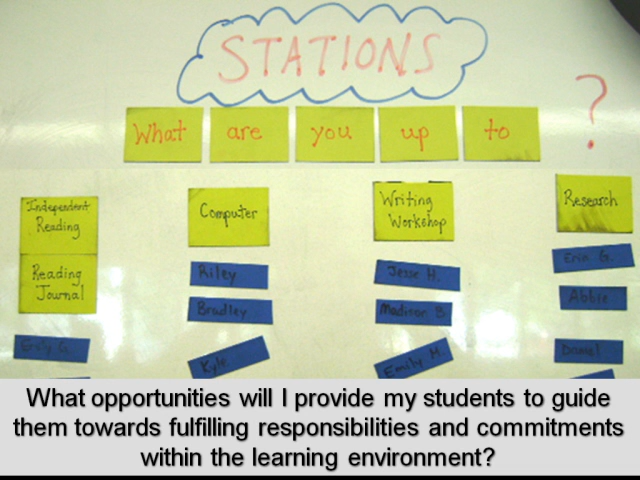 STATIONS
What are you up to ?
Independent
Reading
Reading
Journal
Emily G.
Computer
Riley
Bradley
Kyle
Writing
Workshop
Jesse H.
Madison B
Emily M.
Research
Erin G.
Abbie
Daniel
What opportunities will I provide my students to guide
them towards fulfilling responsibilities and commitments
within the learning environment?